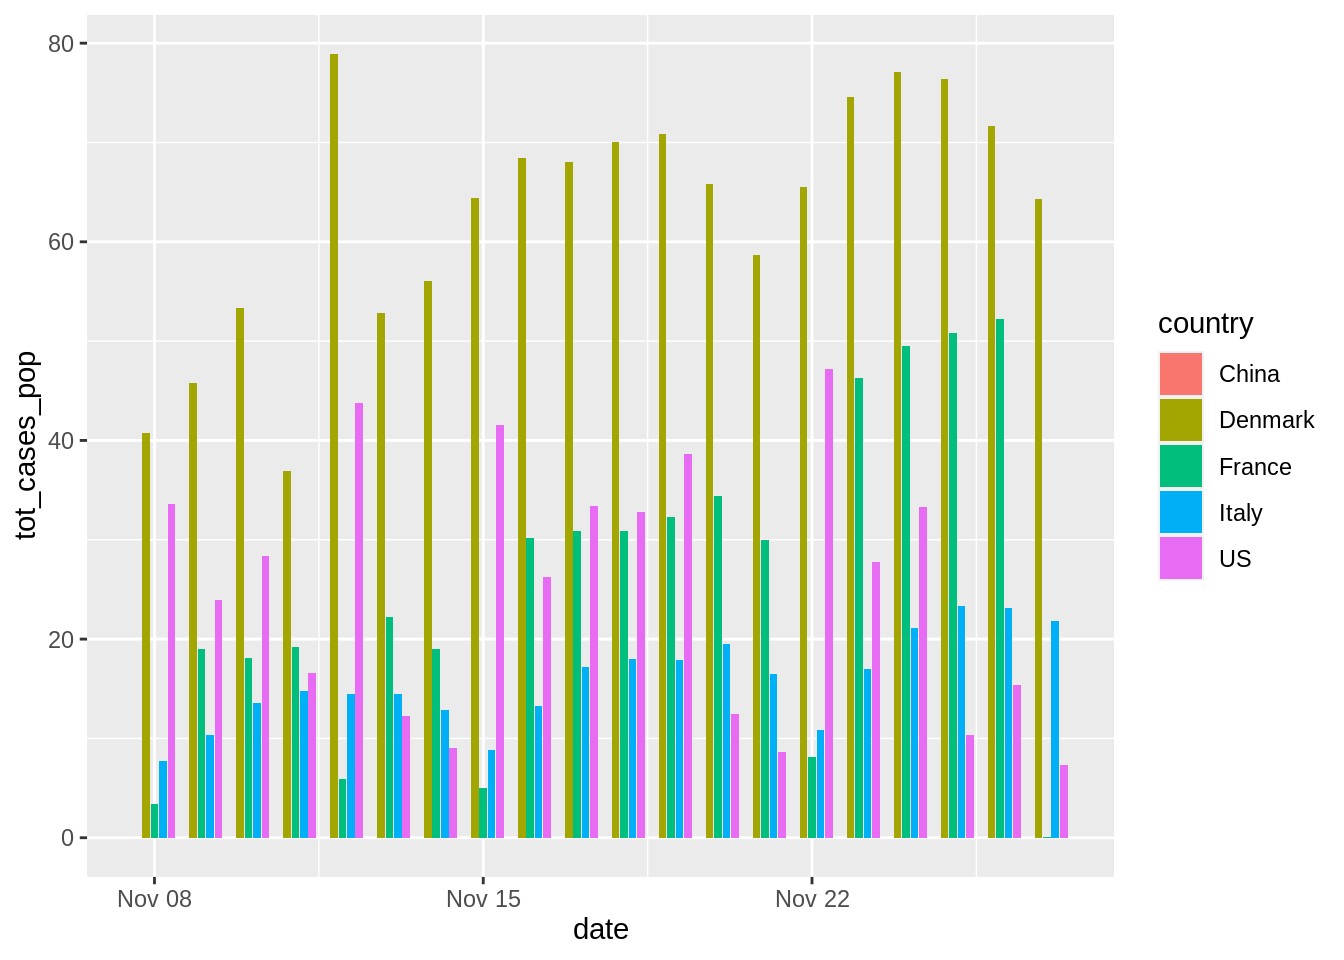 80
60
40
20
0
tot_cases_pop
Nov 08
Nov 15
Nov 22
date
country
China
Denmark
France
Italy
US